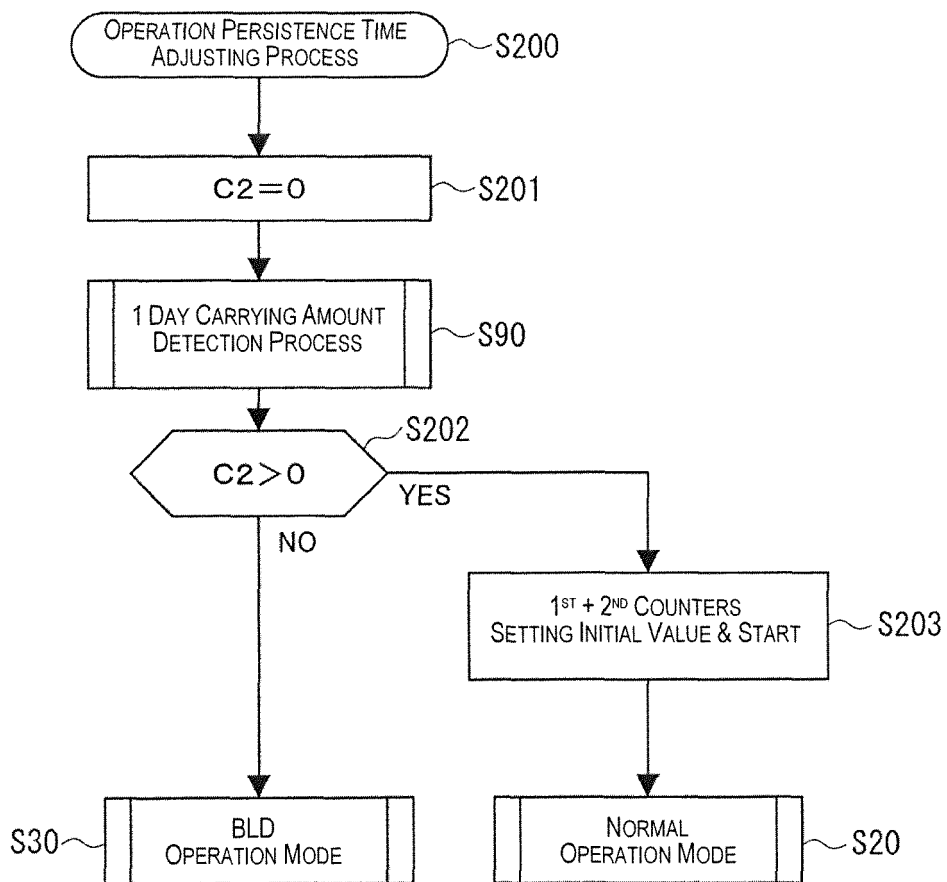 OPERATION PERSISTENCE TIME
ADJUSTING PROCESS
S200
C2=0
S201
1 DAY CARRYING AMOUNT
DETECTION PROCESS
S90
S202
C2>0
YES
NO
1ST + 2ND COUNTERS
SETTING INITIAL VALUE & START
S203
S30
BLD
OPERATION MODE
NORMAL
OPERATION MODE
S20